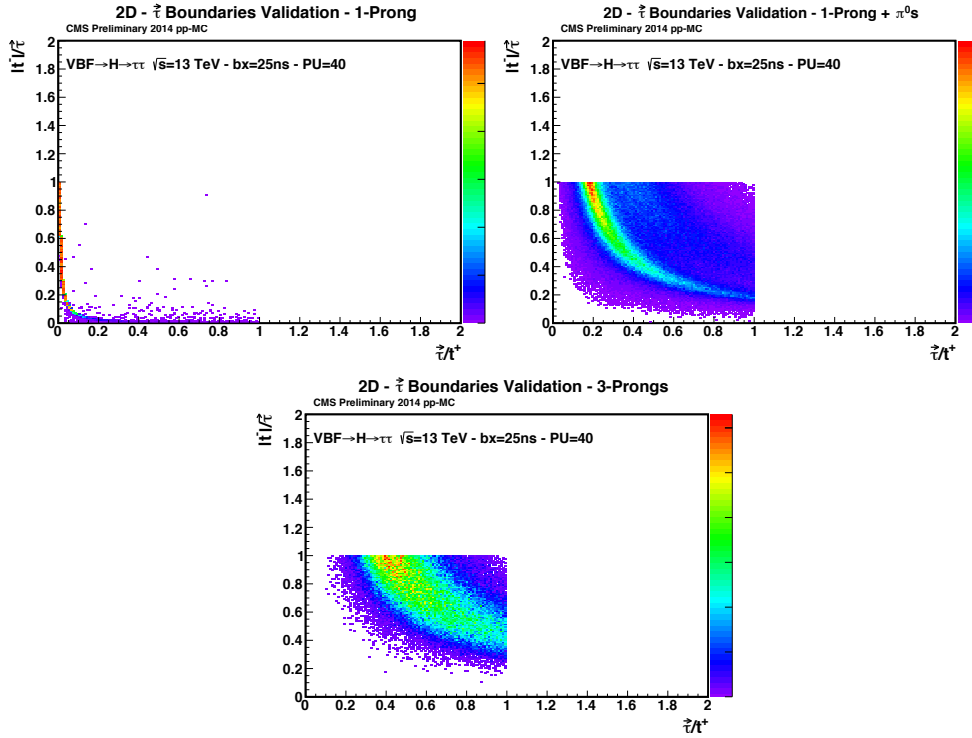 2D - τ⃗ Boundaries Validation - 1-Prong
CMS Preliminary 2014 pp-MC
VBF→H→ττ √s=13 TeV - bx=25ns - PU=40
|t⁻|/τ⃗
2
1.8
1.6
1.4
1.2
1
0.8
0.6
0.4
0.2
0
0 0.2 0.4 0.6 0.8 1 1.2 1.4 1.6 1.8 2
τ⃗/t⁺
2D - τ⃗ Boundaries Validation - 1-Prong + π⁰s
CMS Preliminary 2014 pp-MC
VBF→H→ττ √s=13 TeV - bx=25ns - PU=40
|t⁻|/τ⃗
2
1.8
1.6
1.4
1.2
1
0.8
0.6
0.4
0.2
0
0 0.2 0.4 0.6 0.8 1 1.2 1.4 1.6 1.8 2
τ⃗/t⁺
2D - τ⃗ Boundaries Validation - 3-Prongs
CMS Preliminary 2014 pp-MC
VBF→H→ττ √s=13 TeV - bx=25ns - PU=40
|t⁻|/τ⃗
2
1.8
1.6
1.4
1.2
1
0.8
0.6
0.4
0.2
0
0 0.2 0.4 0.6 0.8 1 1.2 1.4 1.6 1.8 2
τ⃗/t⁺